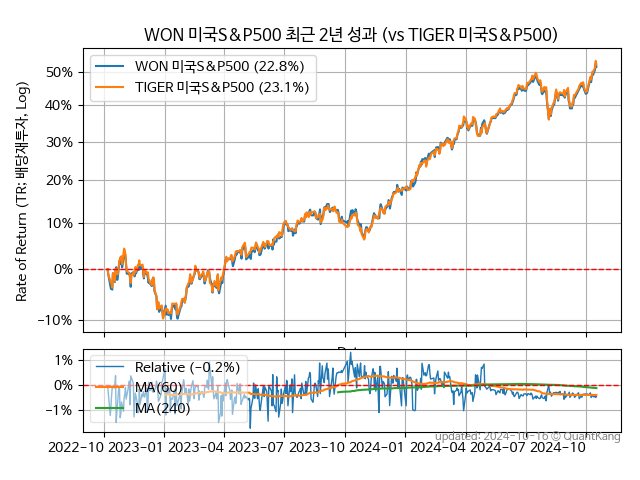 WON 미국S&P500 최근 2년 성과 (vs TIGER 미국S&P500)
Rate of Return (TR; 배당재투자, Log)
50%
40%
30%
20%
10%
0%
−10%
WON 미국S&P500 (22.8%)
TIGER 미국S&P500 (23.1%)
1%
0%
−1%
Relative (−0.2%)
MA(60)
MA(240)
2022−10 2023−01 2023−04 2023−07 2023−10 2024−01 2024−04 2024−07 2024−10
updated: 2024−10−16 © QuantKang